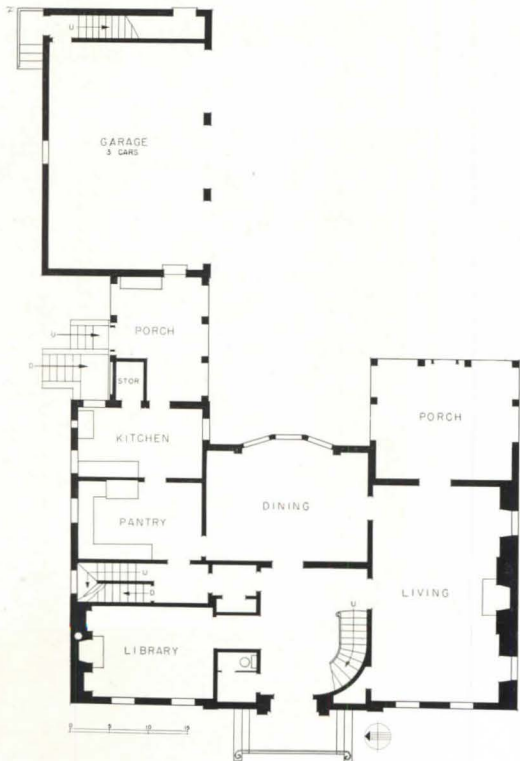 U
GARAGE
3 CARS
U
PORCH
D
STOR
KITCHEN
PORCH
PANTRY
DINING
U
D
LIVING
U
LIBRARY
0 5 10 15